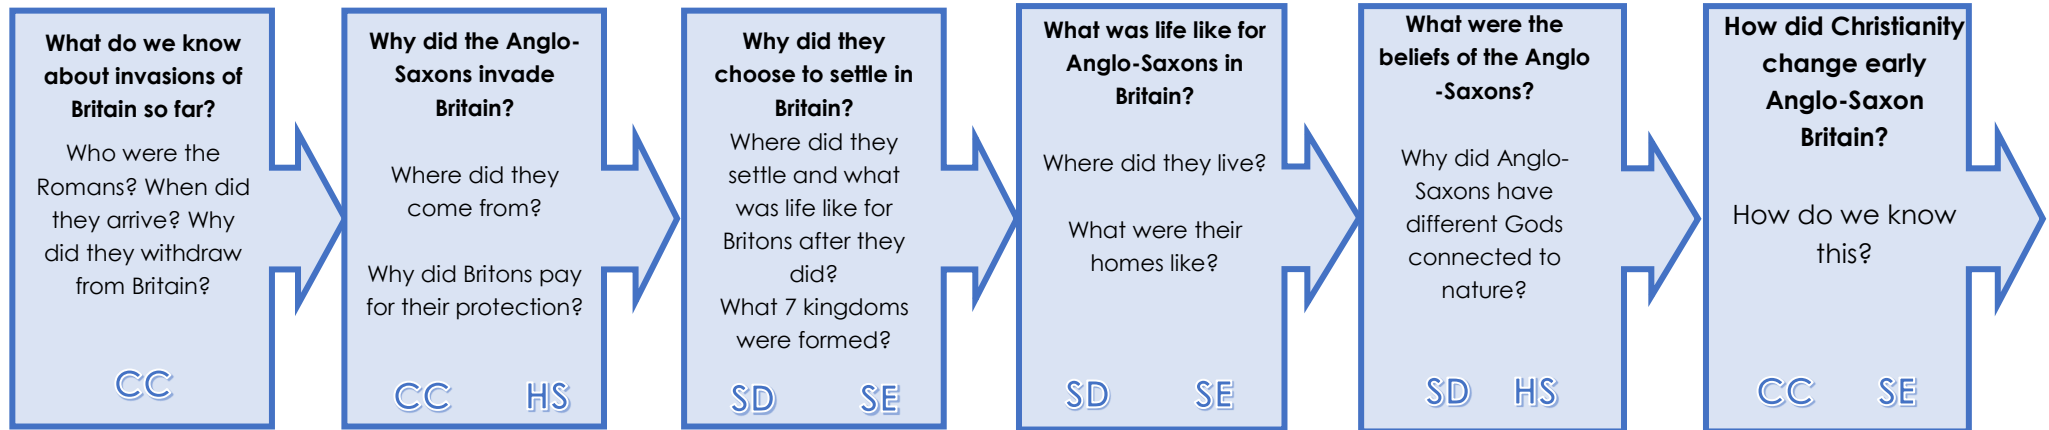 What do we know
about invasions of
Britain so far?
Who were the
Romans? When did
they arrive? Why
did they withdraw
from Britain?
CC
Why did the Anglo-
Saxons invade
Britain?
Where did they
come from?
Why did Britons pay
for their protection?
CC HS
Why did they
choose to settle in
Britain?
Where did they
settle and what
was life like for
Britons after they
did?
What 7 kingdoms
were formed?
SD SE
What was life like for
Anglo-Saxons in
Britain?
Where did they live?
What were their
homes like?
SD SE
What were the
beliefs of the Anglo
-Saxons?
Why did Anglo-
Saxons have
different Gods
connected to
nature?
SD HS
How did Christianity
change early
Anglo-Saxon
Britain?
How do we know
this?
CC SE